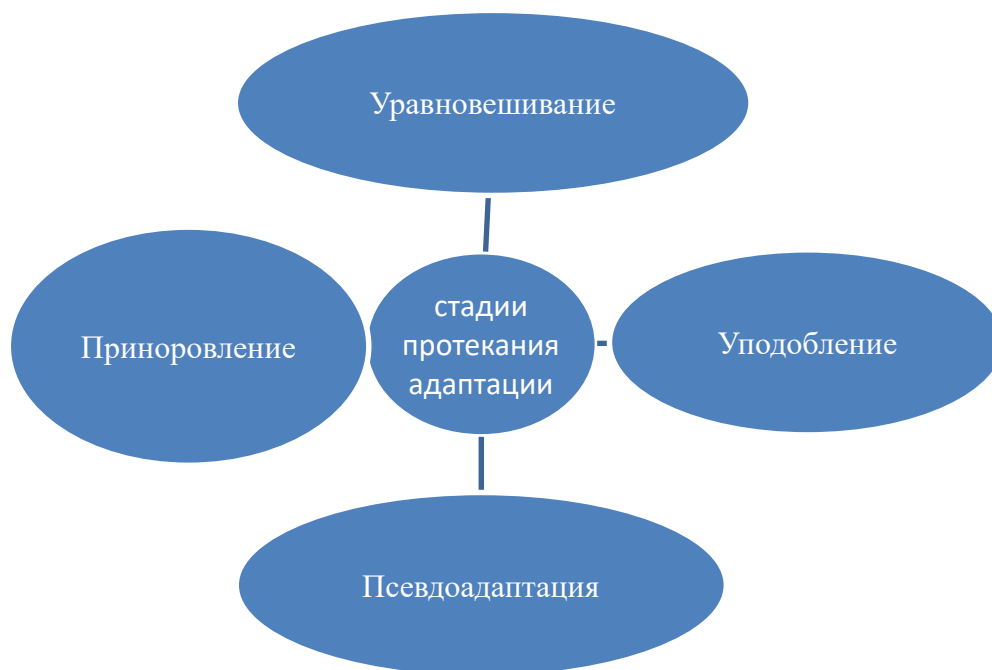 Уравновешивание
Приноровление
стадии
протекания
адаптации
Уподобление
Псевдоадаптация